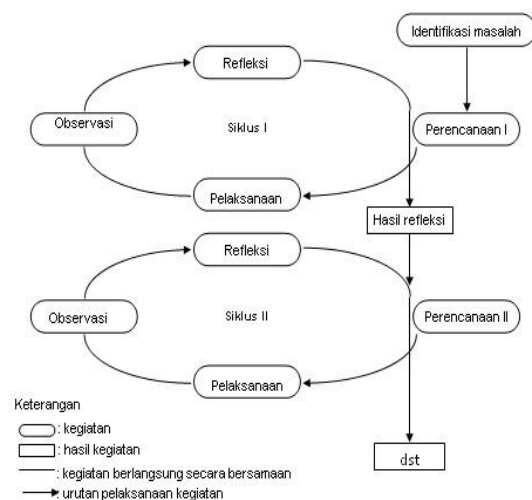 Identifikasi masalah
Refleksi
Observasi
Siklus I
Perencanaan I
Pelaksanaan
Hasil refleksi
Refleksi
Observasi
Siklus II
Perencanaan II
Pelaksanaan
Keterangan
: kegiatan
: hasil kegiatan
dst
: kegiatan berlangsung secara bersamaan
: urutan pelaksanaan kegiatan